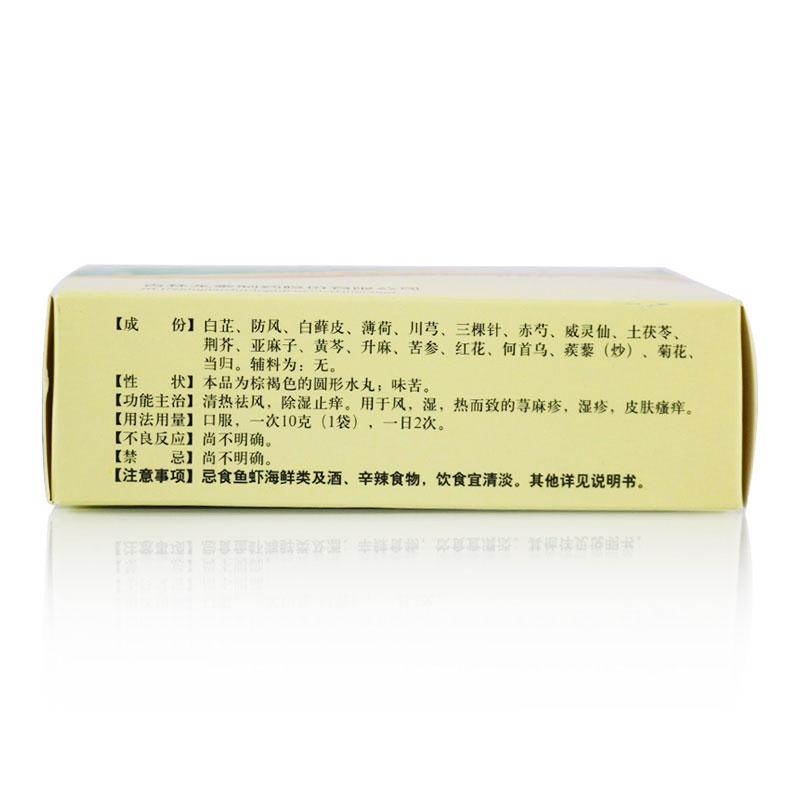 【成　　份】白芷、防风、白鲜皮、薄荷、川芎、三棵针、赤芍、威灵仙、土茯苓、
荆芥、亚麻子、黄芩、升麻、苦参、红花、何首乌、蒺藜（炒）、菊花、
当归。辅料为：无。
【性　　状】本品为棕褐色的圆形水丸；味苦。
【功能主治】清热祛风，除湿止痒。用于风，湿，热而致的荨麻疹，湿疹，皮肤瘙痒。
【用法用量】口服，一次10克（1袋），一日2次。
【不良反应】尚不明确。
【禁　　忌】尚不明确。
【注意事项】忌食鱼虾海鲜类及酒、辛辣食物，饮食宜清淡。其他详见说明书。